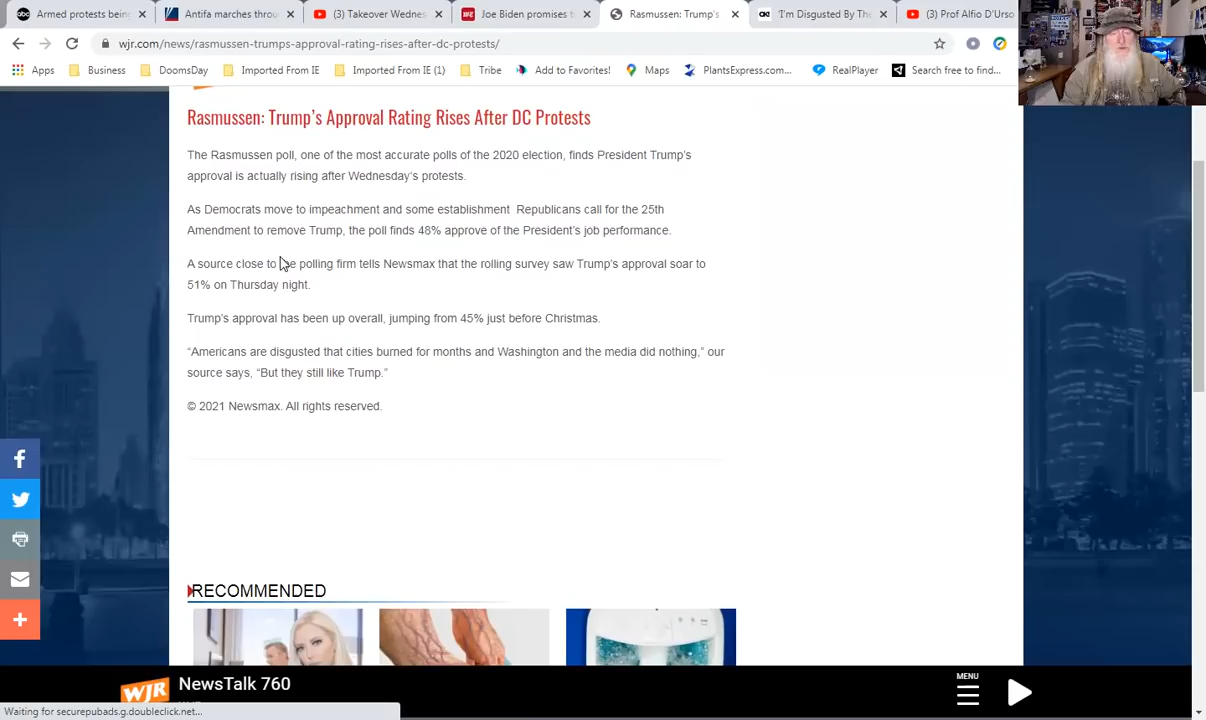 Armed protests bein
Antifa marches throu
(3) Takeover Wednes
Joe Biden promises t
Rasmussen: Trump's
'I'm Disgusted By The
(3) Prof Alfio D'Urso
wjr.com/news/rasmussen-trumps-approval-rating-rises-after-dc-protests/
Apps
Business
DoomsDay
Imported From IE
Imported From IE (1)
Tribe
Add to Favorites!
Maps
PlantsExpress.com...
RealPlayer
Search free to find...
Rasmussen: Trump's Approval Rating Rises After DC Protests
The Rasmussen poll, one of the most accurate polls of the 2020 election, finds President Trump's
approval is actually rising after Wednesday's protests.
As Democrats move to impeachment and some establishment Republicans call for the 25th
Amendment to remove Trump, the poll finds 48% approve of the President's job performance.
A source close to the polling firm tells Newsmax that the rolling survey saw Trump's approval soar to
51% on Thursday night.
Trump's approval has been up overall, jumping from 45% just before Christmas.
“Americans are disgusted that cities burned for months and Washington and the media did nothing,” our
source says, “But they still like Trump.”
© 2021 Newsmax. All rights reserved.
RECOMMENDED
WJR
NewsTalk 760
MENU
Waiting for securepubads.g.doubleclick.net...